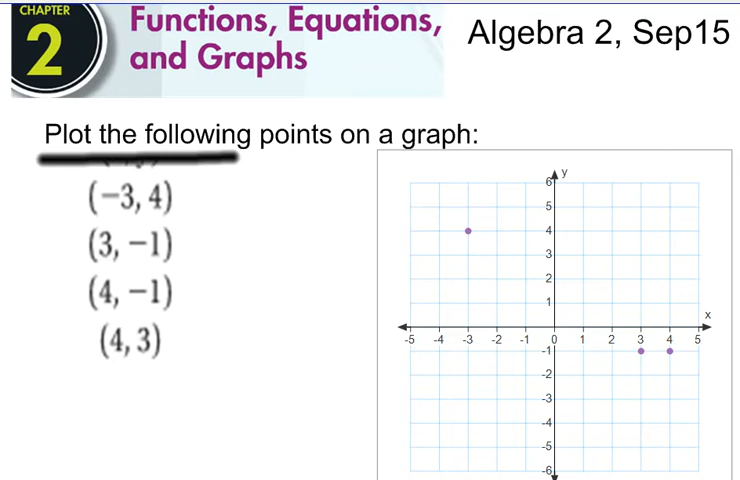 CHAPTER
2
Functions, Equations,
and Graphs
Algebra 2, Sep15
Plot the following points on a graph:
(−3, 4)
(3, −1)
(4, −1)
(4, 3)
y
6
5
4
3
2
1
x
-5 -4 -3 -2 -1 0 1 2 3 4 5
-1
-2
-3
-4
-5
-6